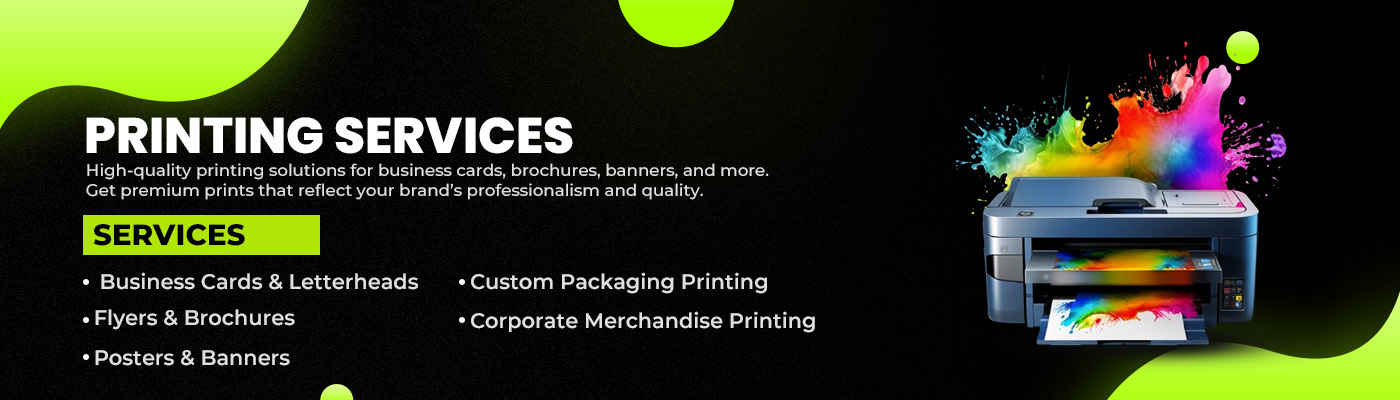 PRINTING SERVICES
High-quality printing solutions for business cards, brochures, banners, and more.
Get premium prints that reflect your brand’s professionalism and quality.
SERVICES
• Business Cards & Letterheads
• Flyers & Brochures
• Posters & Banners
• Custom Packaging Printing
• Corporate Merchandise Printing